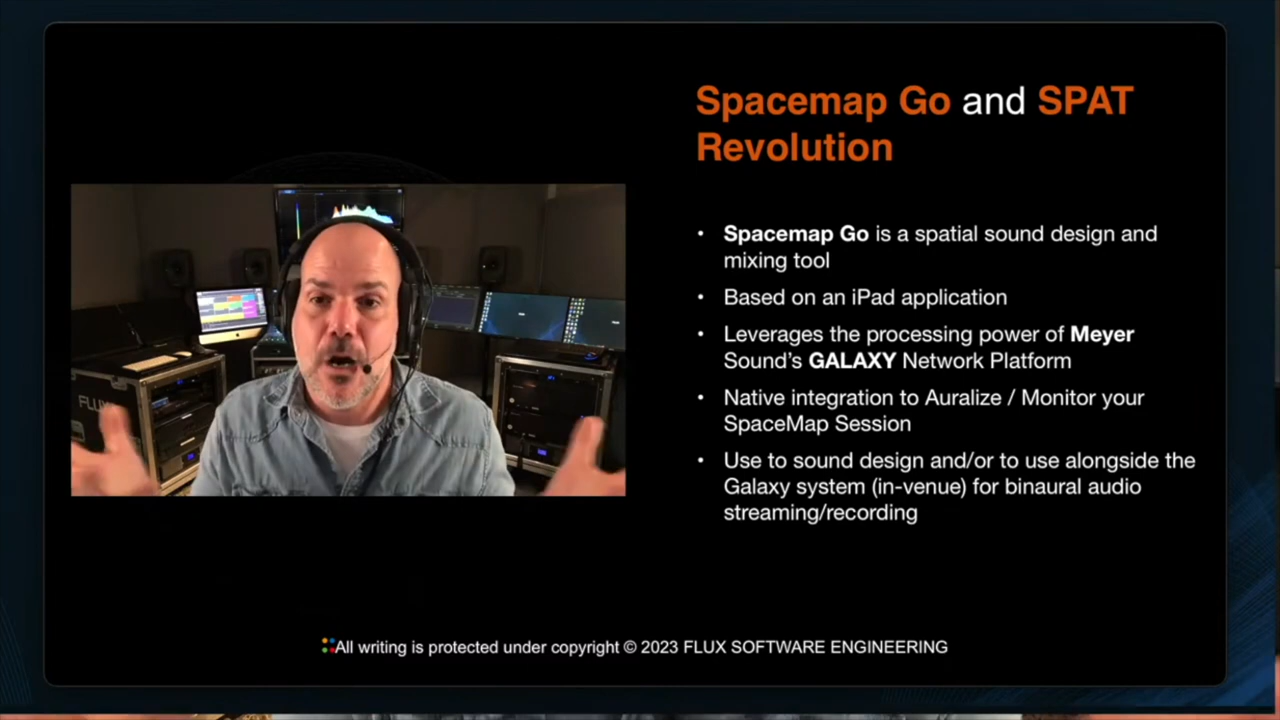 Spacemap Go and SPAT
Revolution
• Spacemap Go is a spatial sound design and
mixing tool
• Based on an iPad application
• Leverages the processing power of Meyer
Sound’s GALAXY Network Platform
• Native integration to Auralize / Monitor your
SpaceMap Session
• Use to sound design and/or to use alongside the
Galaxy system (in-venue) for binaural audio
streaming/recording
FLUX
All writing is protected under copyright © 2023 FLUX SOFTWARE ENGINEERING